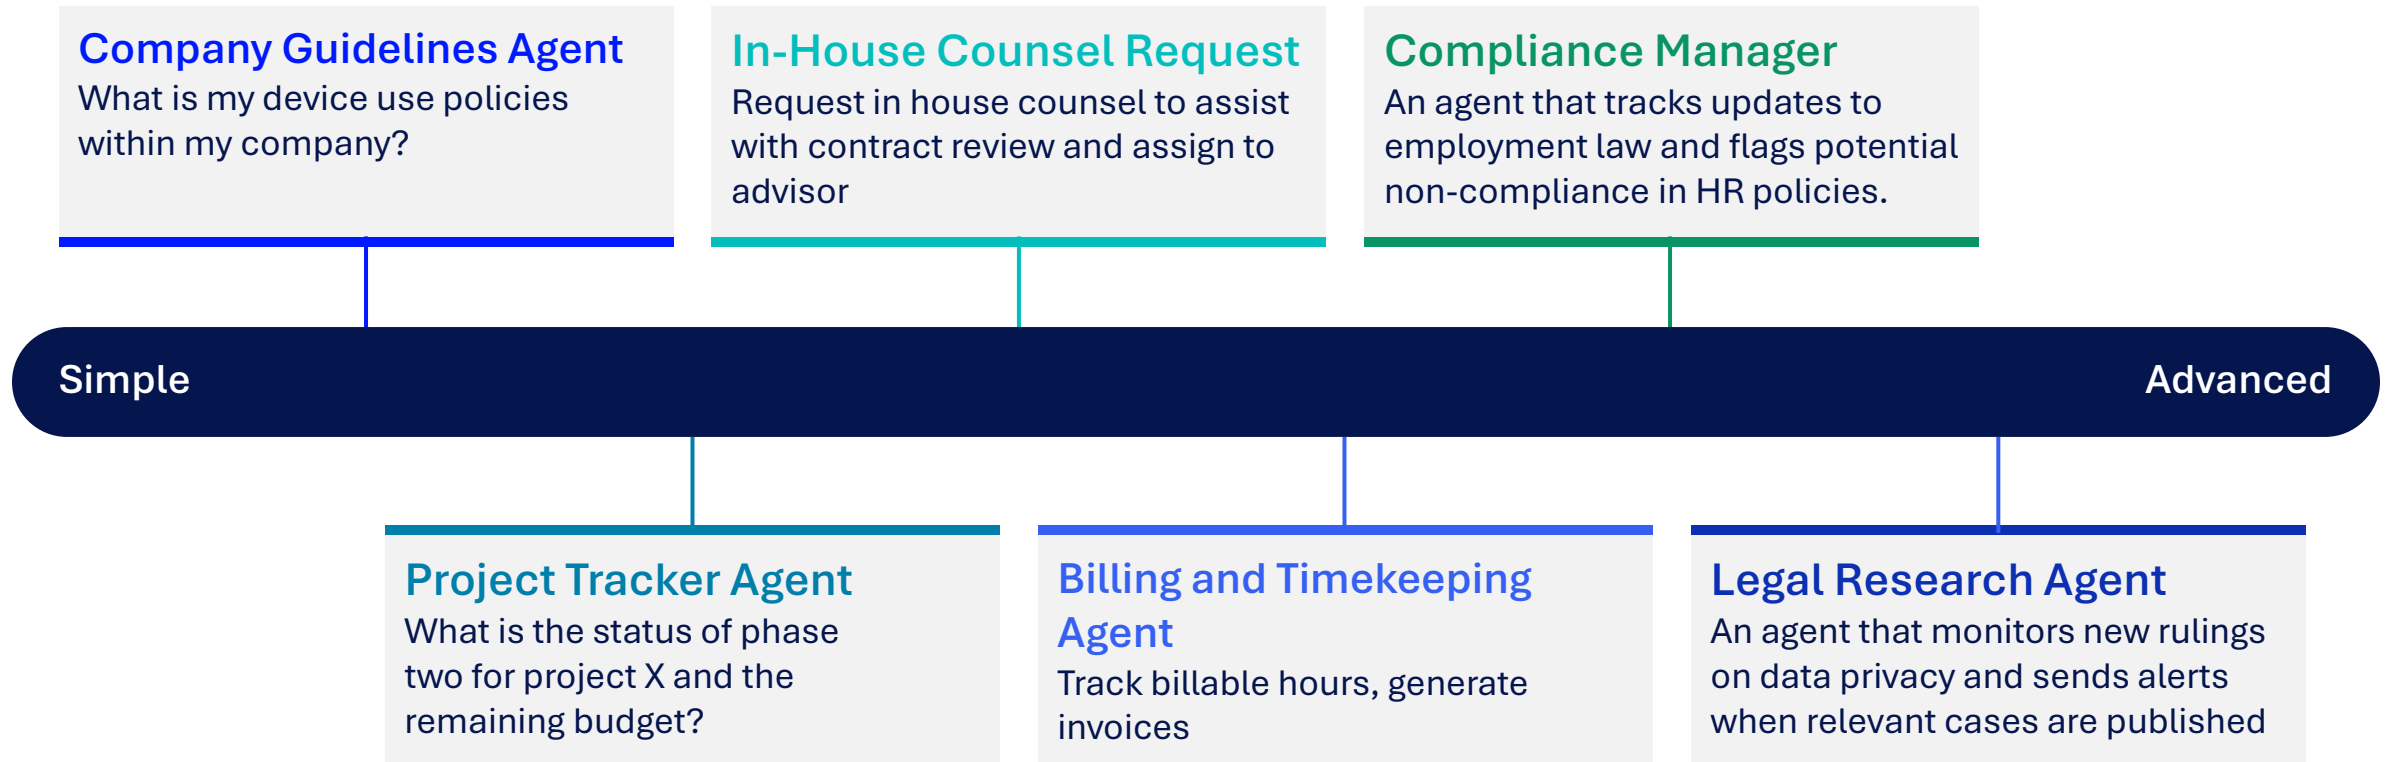 Company Guidelines Agent
What is my device use policies
within my company?
In-House Counsel Request
Request in house counsel to assist
with contract review and assign to
advisor
Compliance Manager
An agent that tracks updates to
employment law and flags potential
non-compliance in HR policies.
Simple
Advanced
Project Tracker Agent
What is the status of phase
two for project X and the
remaining budget?
Billing and Timekeeping
Agent
Track billable hours, generate
invoices
Legal Research Agent
An agent that monitors new rulings
on data privacy and sends alerts
when relevant cases are published